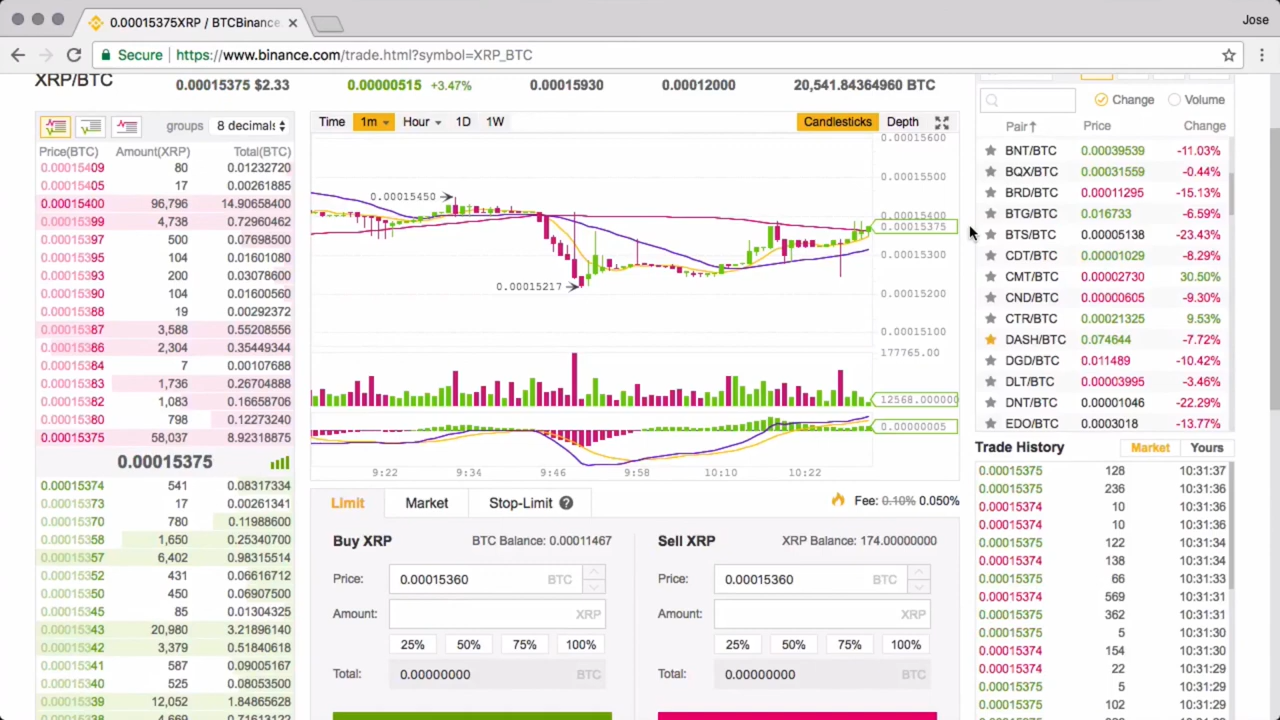 0.00015375XRP / BTCBinance
Jose
Secure https://www.binance.com/trade.html?symbol=XRP_BTC
XRP/BTC 0.00015375 $2.33 0.00000515 +3.47% 0.00015930 0.00012000 20,541.84364960 BTC
groups 8 decimals
Price(BTC) Amount(XRP) Total(BTC)
0.00015409 80 0.01232720
0.00015405 17 0.00261885
0.00015400 96,796 14.90658400
0.00015399 4,738 0.72960462
0.00015397 500 0.07698500
0.00015395 104 0.01601080
0.00015393 200 0.03078600
0.00015390 104 0.01600560
0.00015388 19 0.00292372
0.00015387 3,588 0.55208556
0.00015386 2,304 0.35449344
0.00015384 7 0.00107688
0.00015383 1,736 0.26704888
0.00015382 1,083 0.16658706
0.00015380 798 0.12273240
0.00015375 58,037 8.92318875
0.00015375
0.00015374 541 0.08317334
0.00015373 17 0.00261341
0.00015370 780 0.11988600
0.00015358 1,650 0.25340700
0.00015357 6,402 0.98315514
0.00015352 431 0.06616712
0.00015350 450 0.06907500
0.00015345 85 0.01304325
0.00015343 20,980 3.21896140
0.00015342 3,379 0.51840618
0.00015341 587 0.09005167
0.00015340 525 0.08053500
0.00015339 12,052 1.84865628
0.00015338 4,669 0.71613122
Time 1m Hour 1D 1W Candlesticks Depth
0.00015600
0.00015500
0.00015450
0.00015400
0.00015375
0.00015300
0.00015217
0.00015200
0.00015100
177765.00
12568.000000
0.00000005
9:22 9:34 9:46 9:58 10:10 10:22
Limit Market Stop-Limit ? Fee: 0.10% 0.050%
Buy XRP BTC Balance: 0.00011467
Price: 0.00015360 BTC
Amount: XRP
25% 50% 75% 100%
Total: 0.00000000 BTC
Sell XRP XRP Balance: 174.00000000
Price: 0.00015360 BTC
Amount: XRP
25% 50% 75% 100%
Total: 0.00000000 BTC
Change Volume
Pair↑ Price Change
BNT/BTC 0.00039539 -11.03%
BQX/BTC 0.00031559 -0.44%
BRD/BTC 0.00011295 -15.13%
BTG/BTC 0.016733 -6.59%
BTS/BTC 0.00005138 -23.43%
CDT/BTC 0.00001029 -8.29%
CMT/BTC 0.00002730 30.50%
CND/BTC 0.00000605 -9.30%
CTR/BTC 0.00021325 9.53%
DASH/BTC 0.074644 -7.72%
DGD/BTC 0.011489 -10.42%
DLT/BTC 0.00003995 -3.46%
DNT/BTC 0.00001046 -22.29%
EDO/BTC 0.0003018 -13.77%
Trade History Market Yours
0.00015375 128 10:31:37
0.00015375 236 10:31:36
0.00015374 10 10:31:36
0.00015374 10 10:31:36
0.00015375 122 10:31:34
0.00015374 138 10:31:34
0.00015375 66 10:31:33
0.00015374 569 10:31:31
0.00015375 362 10:31:31
0.00015375 5 10:31:30
0.00015374 154 10:31:30
0.00015374 22 10:31:29
0.00015375 5 10:31:29
0.00015374 102 10:31:29